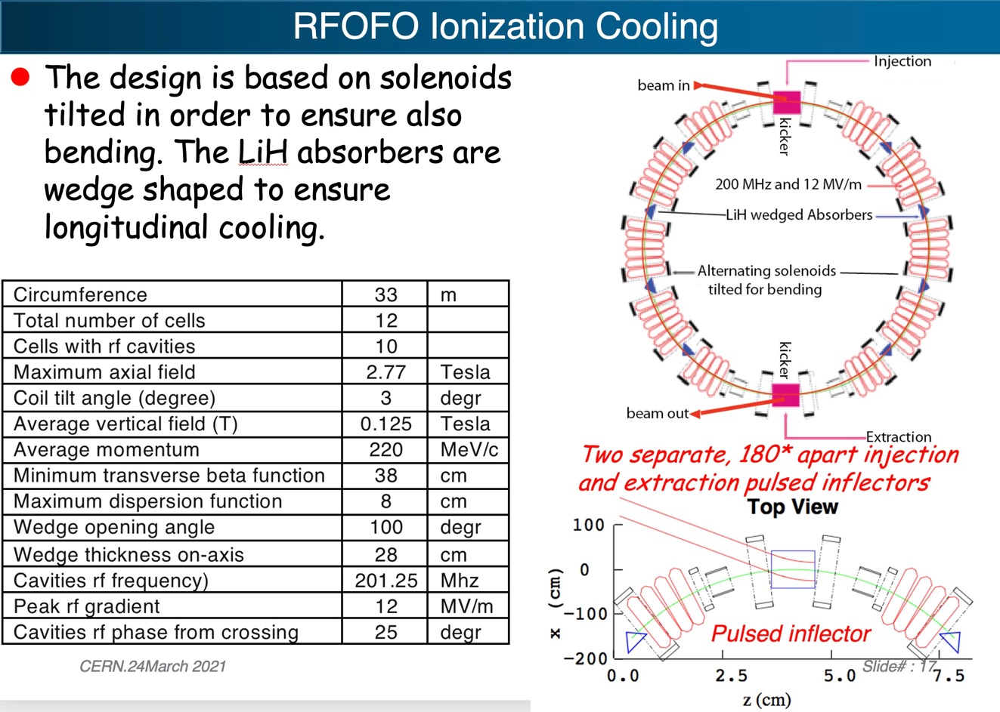 RFOFO Ionization Cooling
The design is based on solenoids
tilted in order to ensure also
bending. The LiH absorbers are
wedge shaped to ensure
longitudinal cooling.
Circumference 33 m
Total number of cells 12
Cells with rf cavities 10
Maximum axial field 2.77 Tesla
Coil tilt angle (degree) 3 degr
Average vertical field (T) 0.125 Tesla
Average momentum 220 MeV/c
Minimum transverse beta function 38 cm
Maximum dispersion function 8 cm
Wedge opening angle 100 degr
Wedge thickness on-axis 28 cm
Cavities rf frequency) 201.25 Mhz
Peak rf gradient 12 MV/m
Cavities rf phase from crossing 25 degr
CERN.24March 2021
Injection
beam in
kicker
200 MHz and 12 MV/m
LiH wedged Absorbers
Alternating solenoids
tilted for bending
kicker
beam out
Extraction
Two separate, 180* apart injection
and extraction pulsed inflectors
Top View
100
0
-100
-200
x (cm)
Pulsed inflector
0.0 2.5 5.0 7.5
z (cm)
Slide# : 17